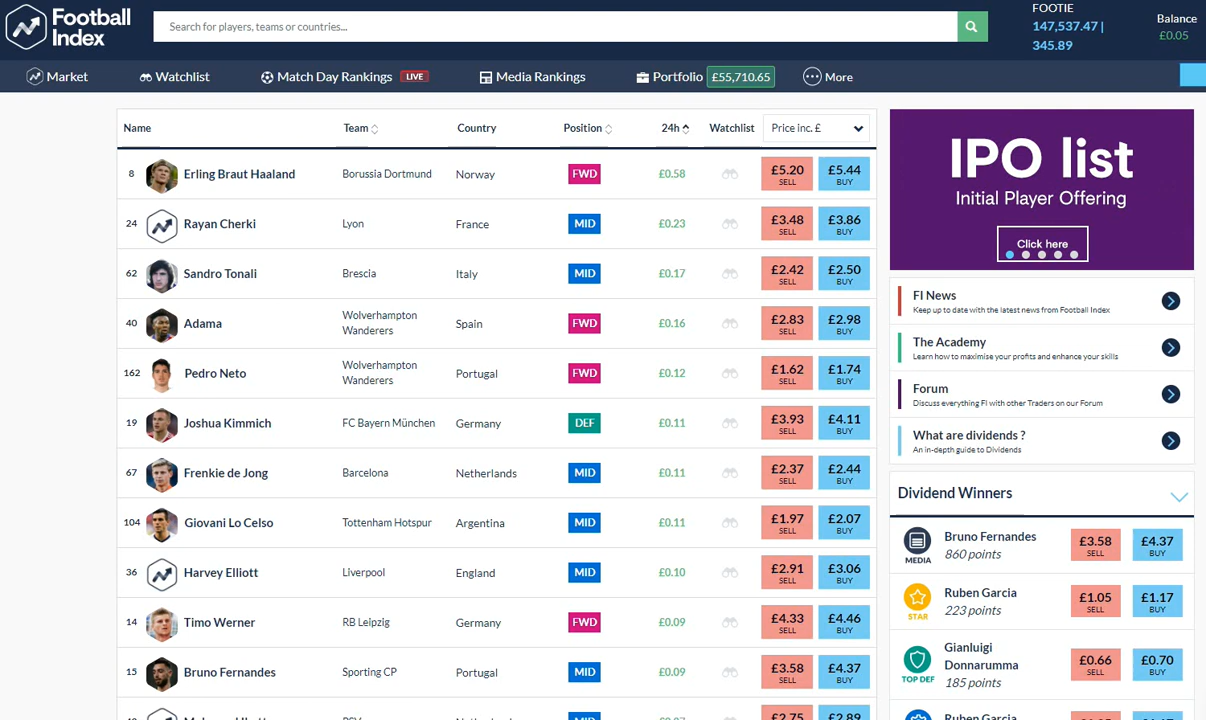 Football
Index
Search for players, teams or countries...
FOOTIE
147,537.47 |
345.89
Balance
£0.05
Market
Watchlist
Match Day Rankings LIVE
Media Rankings
Portfolio £55,710.65
More
Name Team Country Position 24h Watchlist Price inc. £
8 Erling Braut Haaland Borussia Dortmund Norway FWD £0.58 £5.20 SELL £5.44 BUY
24 Rayan Cherki Lyon France MID £0.23 £3.48 SELL £3.86 BUY
62 Sandro Tonali Brescia Italy MID £0.17 £2.42 SELL £2.50 BUY
40 Adama Wolverhampton Wanderers Spain FWD £0.16 £2.83 SELL £2.98 BUY
162 Pedro Neto Wolverhampton Wanderers Portugal FWD £0.12 £1.62 SELL £1.74 BUY
19 Joshua Kimmich FC Bayern München Germany DEF £0.11 £3.93 SELL £4.11 BUY
67 Frenkie de Jong Barcelona Netherlands MID £0.11 £2.37 SELL £2.44 BUY
104 Giovani Lo Celso Tottenham Hotspur Argentina MID £0.11 £1.97 SELL £2.07 BUY
36 Harvey Elliott Liverpool England MID £0.10 £2.91 SELL £3.06 BUY
14 Timo Werner RB Leipzig Germany FWD £0.09 £4.33 SELL £4.46 BUY
15 Bruno Fernandes Sporting CP Portugal MID £0.09 £3.58 SELL £4.37 BUY
IPO list
Initial Player Offering
Click here
FI News
Keep up to date with the latest news from Football Index
The Academy
Learn how to maximise your profits and enhance your skills
Forum
Discuss everything FI with other Traders on our Forum
What are dividends ?
An in-depth guide to Dividends
Dividend Winners
MEDIA Bruno Fernandes 860 points £3.58 SELL £4.37 BUY
STAR Ruben Garcia 223 points £1.05 SELL £1.17 BUY
TOP DEF Gianluigi Donnarumma 185 points £0.66 SELL £0.70 BUY
Ruben Garcia